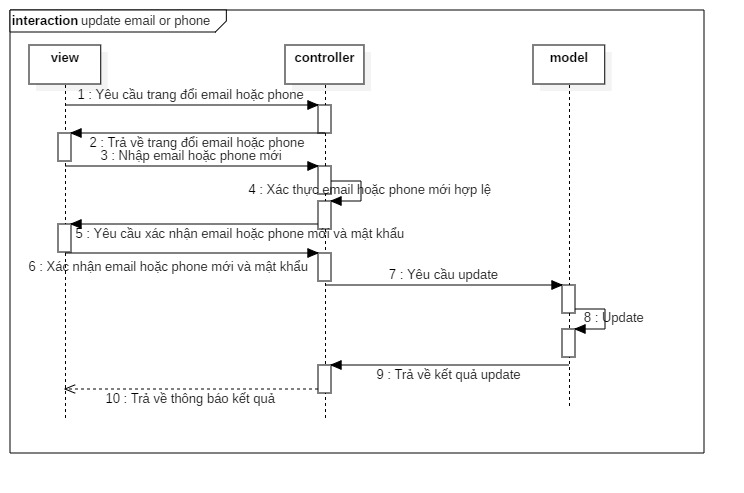 interaction update email or phone
view
controller
model
1 : Yêu cầu trang đổi email hoặc phone
2 : Trả về trang đổi email hoặc phone
3 : Nhập email hoặc phone mới
4 : Xác thực email hoặc phone mới hợp lệ
5 : Yêu cầu xác nhận email hoặc phone mới và mật khẩu
6 : Xác nhận email hoặc phone mới và mật khẩu
7 : Yêu cầu update
8 : Update
9 : Trả về kết quả update
10 : Trả về thông báo kết quả